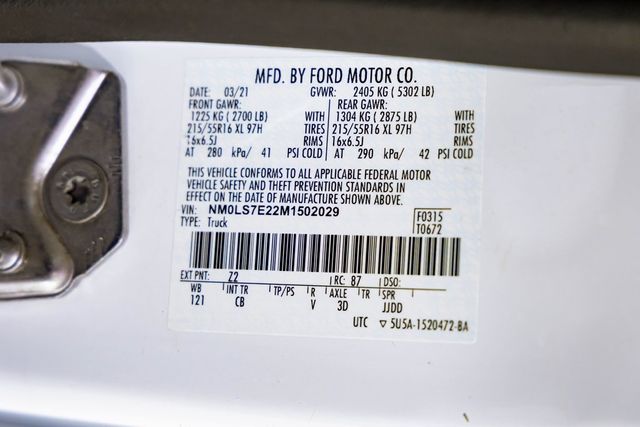 MFD. BY FORD MOTOR CO.
DATE: 03/21 GVWR: 2405 KG ( 5302 LB)
FRONT GAWR: REAR GAWR:
1225 KG ( 2700 LB) WITH 1304 KG ( 2875 LB) WITH
215/55R16 XL 97H TIRES 215/55R16 XL 97H TIRES
16x6.5J RIMS 16x6.5J RIMS
AT 280 kPa/ 41 PSI COLD AT 290 kPa/ 42 PSI COLD
THIS VEHICLE CONFORMS TO ALL APPLICABLE FEDERAL MOTOR
VEHICLE SAFETY AND THEFT PREVENTION STANDARDS IN
EFFECT ON THE DATE OF MANUFACTURE SHOWN ABOVE.
VIN: NM0LS7E22M1502029 F0315
TYPE: Truck T0672
EXT PNT: Z2 RC: 87 DSO:
WB INT TR TP/PS R AXLE TR SPR
121 CB V 3D JJDD
UTC ▽ 5U5A-1520472-BA